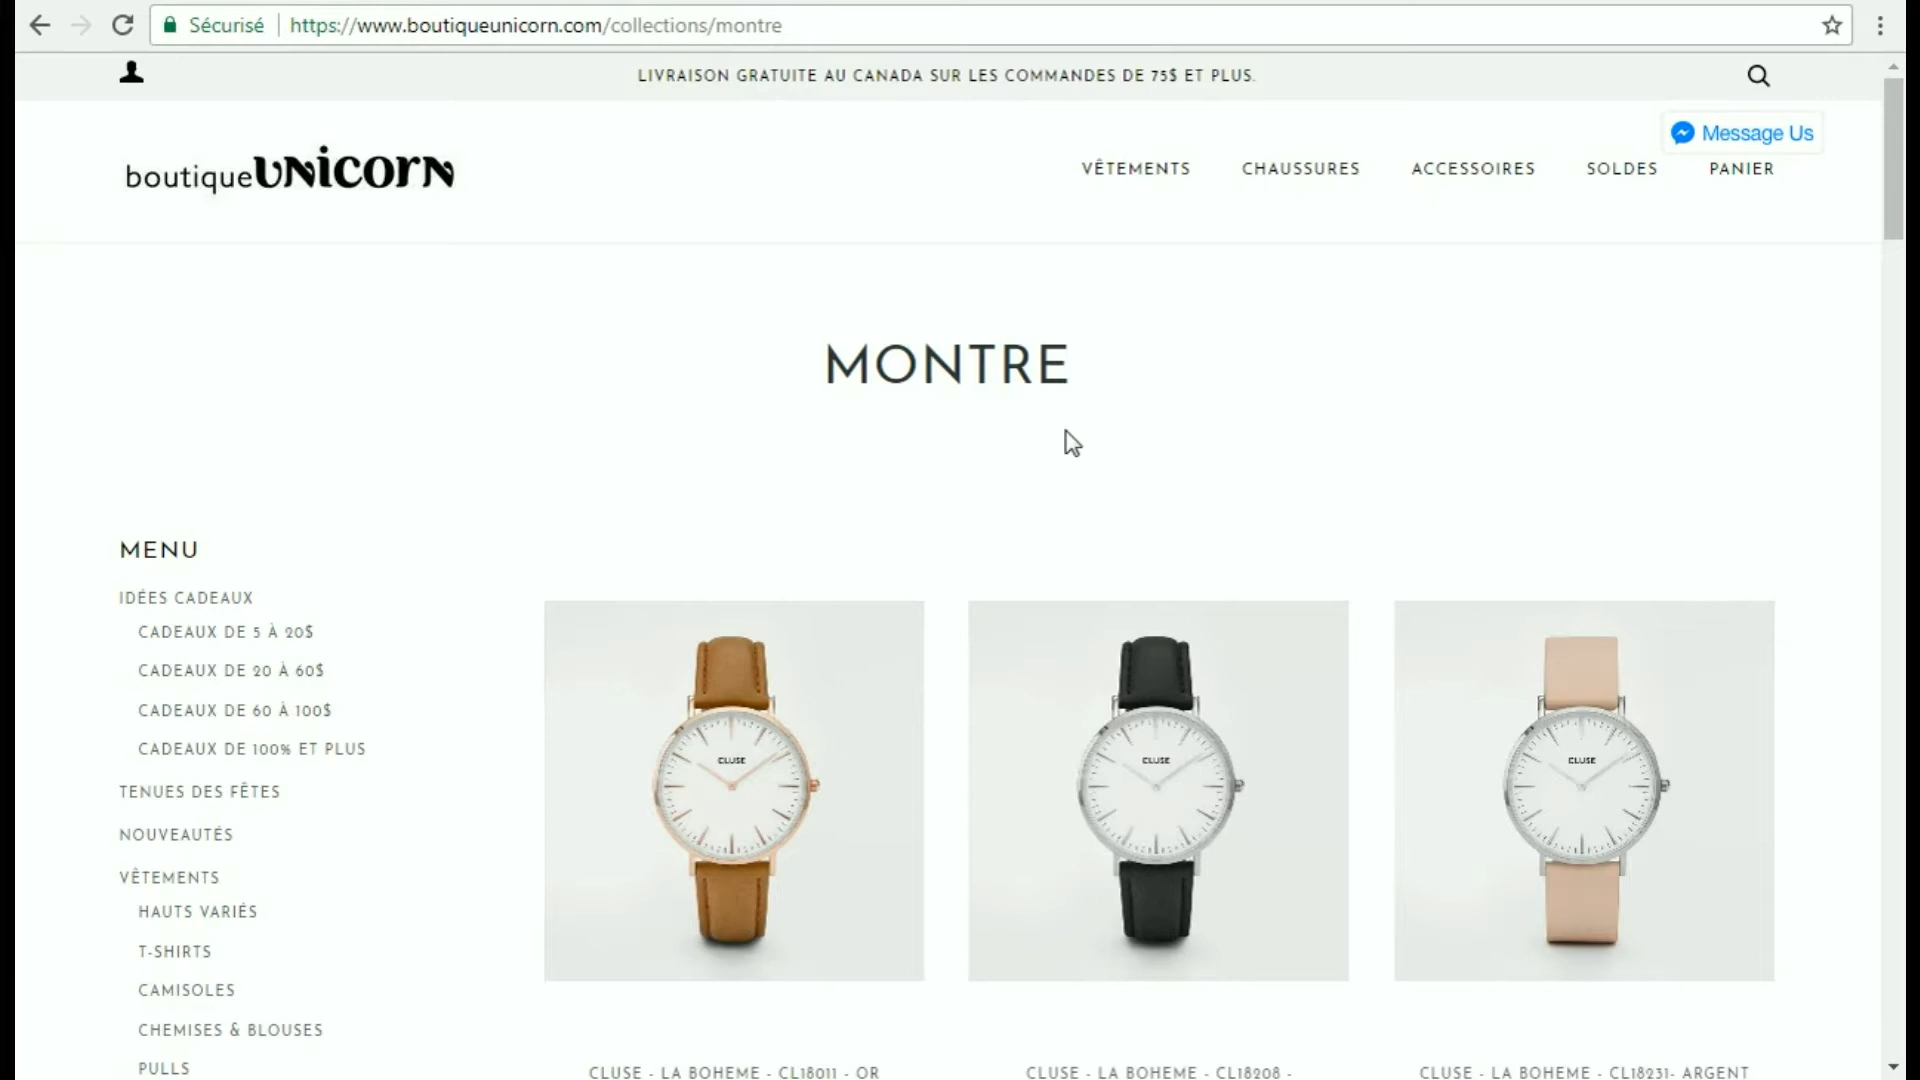 Sécurisé https://www.boutiqueunicorn.com/collections/montre
LIVRAISON GRATUITE AU CANADA SUR LES COMMANDES DE 75$ ET PLUS.
Message Us
boutiqueUNICORN
VÊTEMENTS CHAUSSURES ACCESSOIRES SOLDES PANIER
MONTRE
MENU
IDÉES CADEAUX
CADEAUX DE 5 À 20$
CADEAUX DE 20 À 60$
CADEAUX DE 60 À 100$
CADEAUX DE 100% ET PLUS
TENUES DES FÊTES
NOUVEAUTÉS
VÊTEMENTS
HAUTS VARIÉS
T-SHIRTS
CAMISOLES
CHEMISES & BLOUSES
PULLS
CLUSE
CLUSE
CLUSE
CLUSE - LA BOHEME - CL18011 - OR
CLUSE - LA BOHEME - CL18208 -
CLUSE - LA BOHEME - CL18231- ARGENT